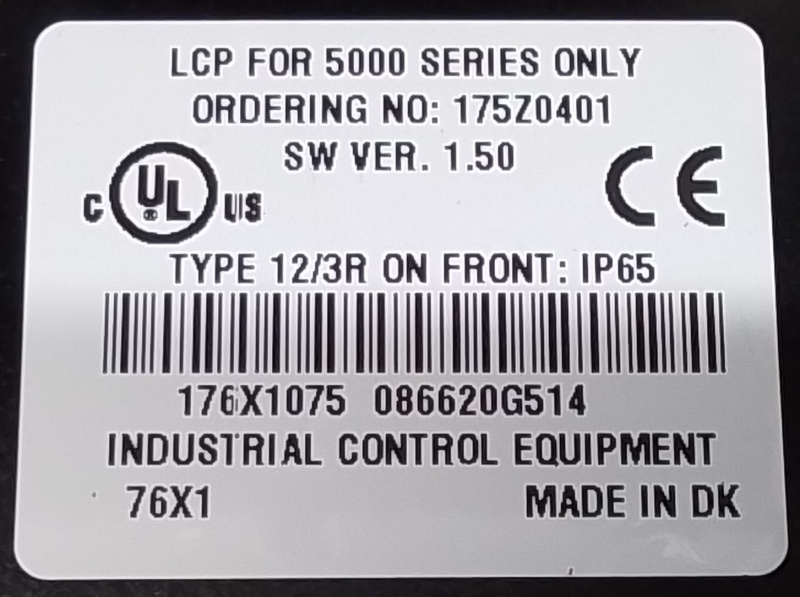 LCP FOR 5000 SERIES ONLY
ORDERING NO: 175Z0401
SW VER. 1.50
C UL ® US
CE
TYPE 12/3R ON FRONT: IP65
176X1075 086620G514
INDUSTRIAL CONTROL EQUIPMENT
76X1 MADE IN DK